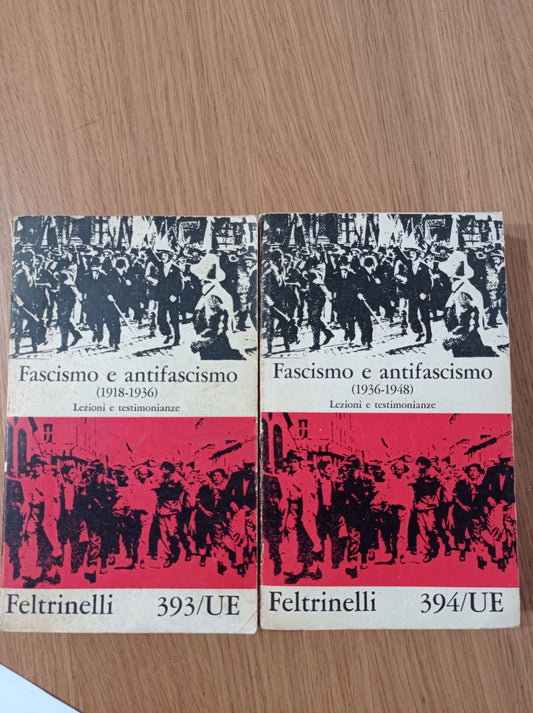 Fascismo e antifascismo
(1918-1936)
Lezioni e testimonianze
Feltrinelli 393/UE
Fascismo e antifascismo
(1936-1948)
Lezioni e testimonianze
Feltrinelli 394/UE